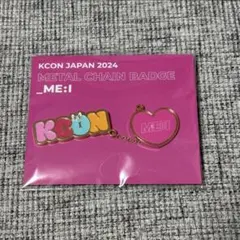 KCON JAPAN 2024
METAL CHAIN BADGE
_ME:I
KCON
ME:I